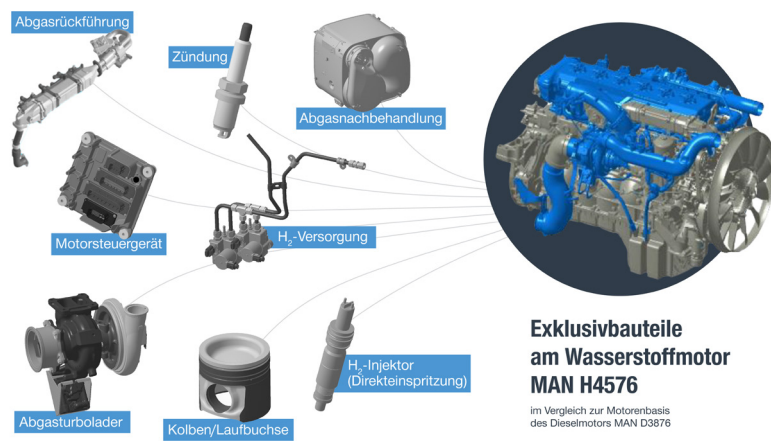 Abgasrückführung
Zündung
Abgasnachbehandlung
Motorsteuergerät
H₂-Versorgung
Abgasturbolader
Kolben/Laufbuchse
H₂-Injektor
(Direkteinspritzung)
Exklusivbauteile
am Wasserstoffmotor
MAN H4576
im Vergleich zur Motorenbasis
des Dieselmotors MAN D3876